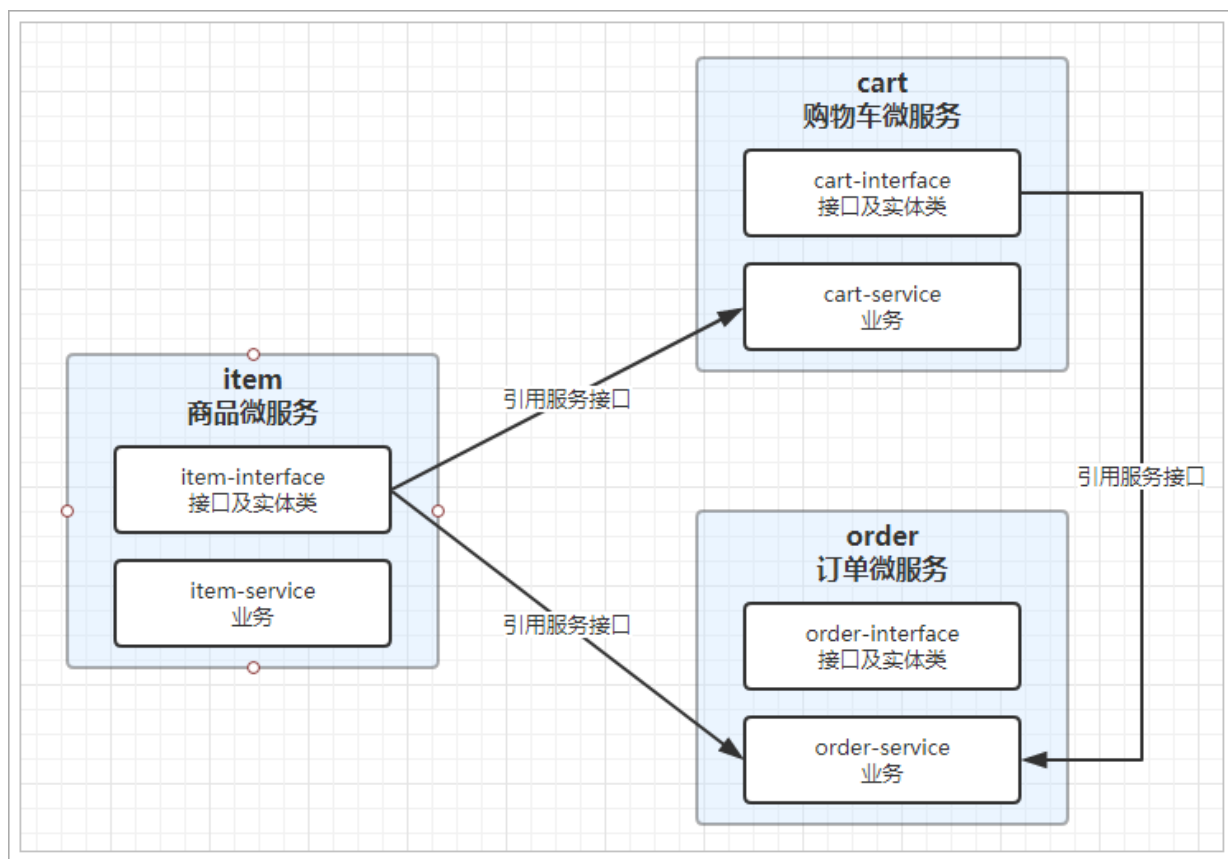 cart
购物车微服务
cart-interface
接口及实体类
cart-service
业务
item
商品微服务
引用服务接口
item-interface
接口及实体类
引用服务接口
item-service
业务
引用服务接口
order
订单微服务
order-interface
接口及实体类
order-service
业务